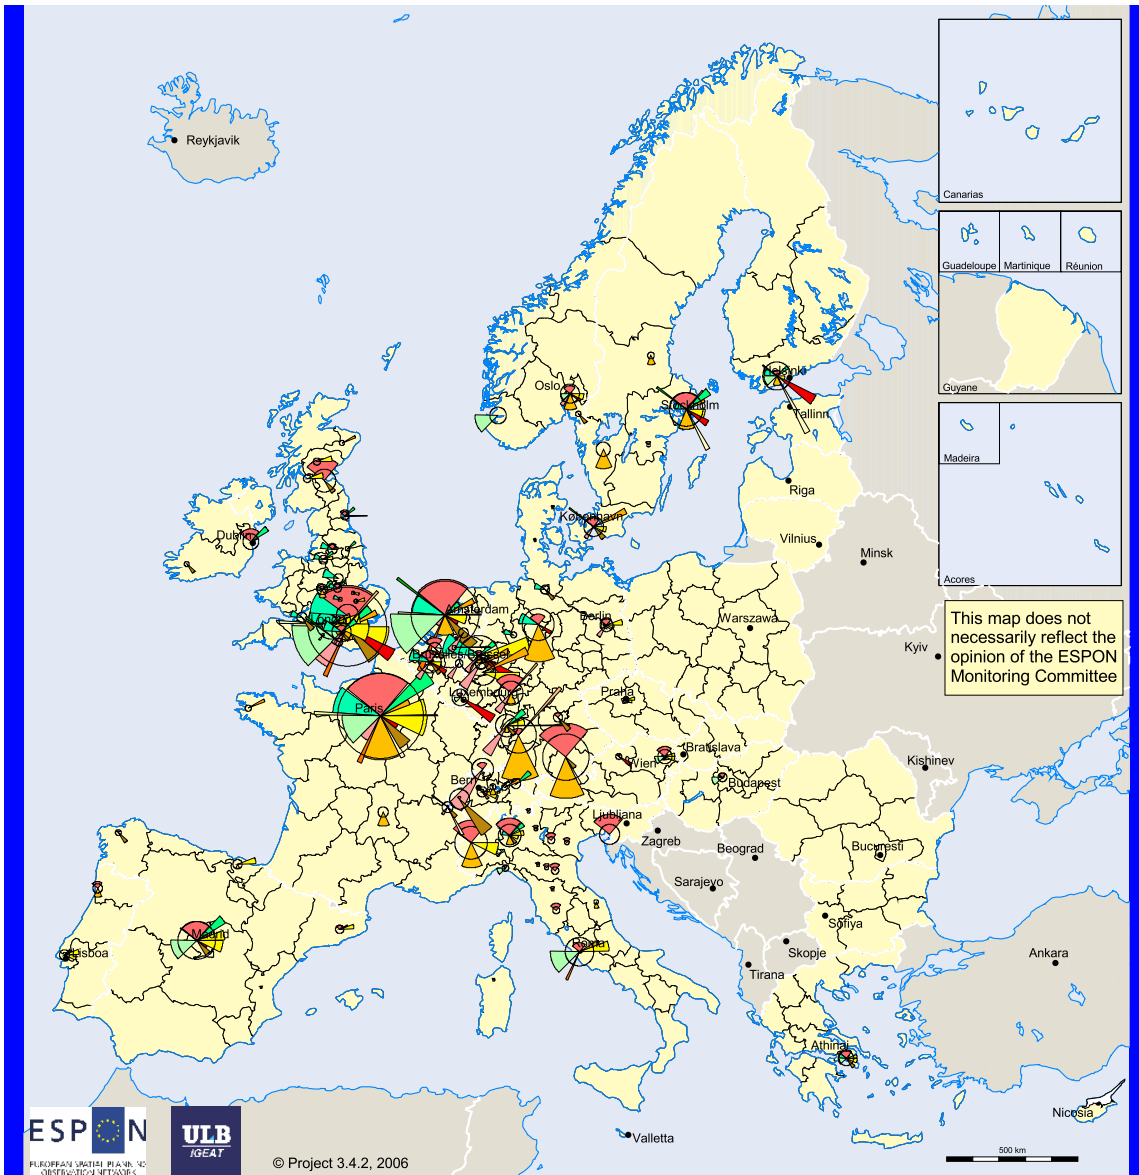 Reykjavik
Canarias
Guadeloupe
Martinique
Réunion
Guyane
Madeira
Acores
This map does not
necessarily reflect the
opinion of the ESPON
Monitoring Committee
Oslo
Stockholm
Helsinki
Tallinn
Riga
København
Vilnius
Minsk
Dublin
London
Amsterdam
Berlin
Warszawa
Kyiv
Luxembourg
Paris
Praha
Wien
Bratislava
Budapest
Bern
Kishinev
Ljubliana
Zagreb
Beograd
Bucuresti
Sarajevo
Sofiya
Skopje
Tirana
Ankara
Madrid
Lisboa
Roma
Athinai
Nicosia
Valletta
ESPON
EUROPEAN SPATIAL PLANNING
OBSERVATION NETWORK
ULB
IGEAT
© Project 3.4.2, 2006
500 km